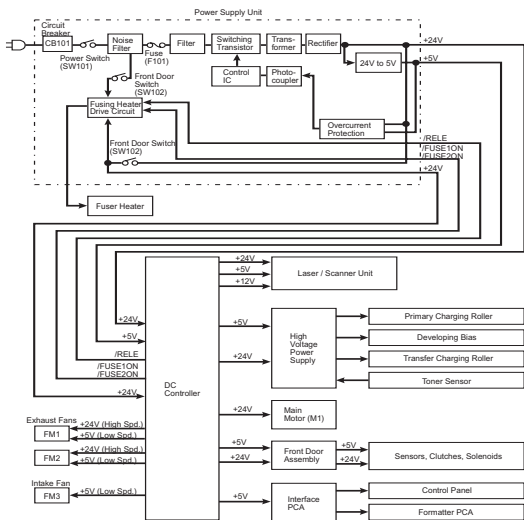 Power Supply Unit
Circuit
Breaker
CB101
Power Switch
(SW101)
Noise
Filter
Fuse
(F101)
Filter
Switching
Transistor
Trans-
former
Rectifier
+24V
24V to 5V
+5V
Front Door
Switch
(SW102)
Control
IC
Photo-
coupler
Fusing Heater
Drive Circuit
Overcurrent
Protection
Front Door Switch
(SW102)
/RELE
/FUSE1ON
/FUSE2ON
+24V
Fuser Heater
+24V
+5V
+12V
Laser / Scanner Unit
+24V
+5V
/RELE
/FUSE1ON
/FUSE2ON
+24V
DC
Controller
+5V
+24V
High
Voltage
Power
Supply
Primary Charging Roller
Developing Bias
Transfer Charging Roller
Toner Sensor
+24V
Main
Motor (M1)
Exhaust Fans
FM1
+24V (High Spd.)
+5V (Low Spd.)
FM2
+24V (High Spd.)
+5V (Low Spd.)
Intake Fan
FM3
+5V (Low Spd.)
+5V
+24V
Front Door
Assembly
+5V
+24V
Sensors, Clutches, Solenoids
+5V
Interface
PCA
Control Panel
Formatter PCA